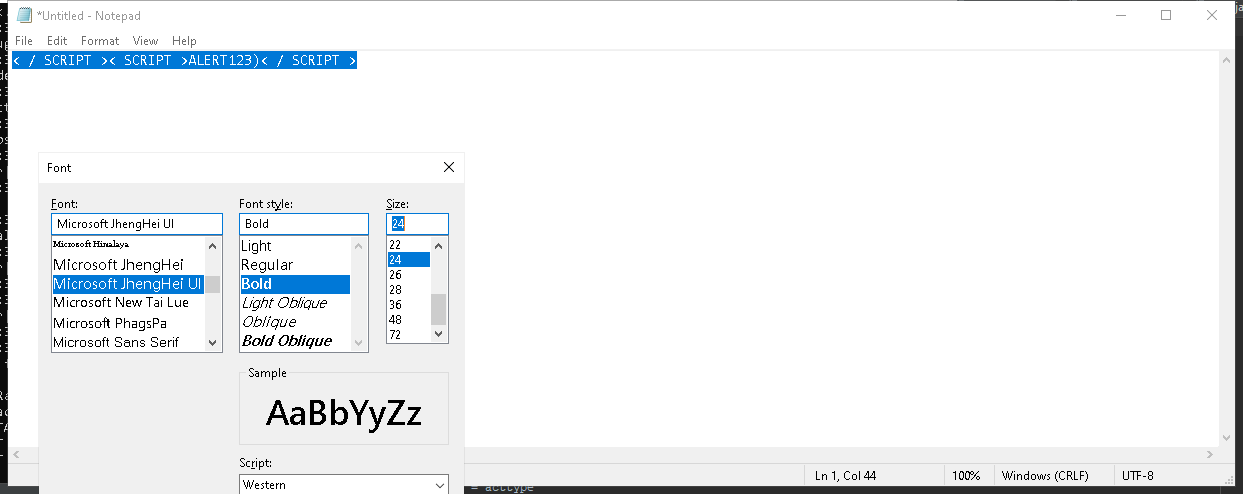 *Untitled - Notepad
File Edit Format View Help
< / SCRIPT >< SCRIPT >ALERT123)< / SCRIPT >
Font
Font: Font style: Size:
Microsoft JhengHei UI Bold 24
Microsoft Himalaya Light 22
Microsoft JhengHei Regular 24
Microsoft JhengHei UI Bold 26
Microsoft New Tai Lue Light Oblique 28
Microsoft PhagsPa Oblique 36
Microsoft Sans Serif Bold Oblique 48
72
Sample
AaBbYyZz
Script:
Western
Ln 1, Col 44 100% Windows (CRLF) UTF-8
= acctype